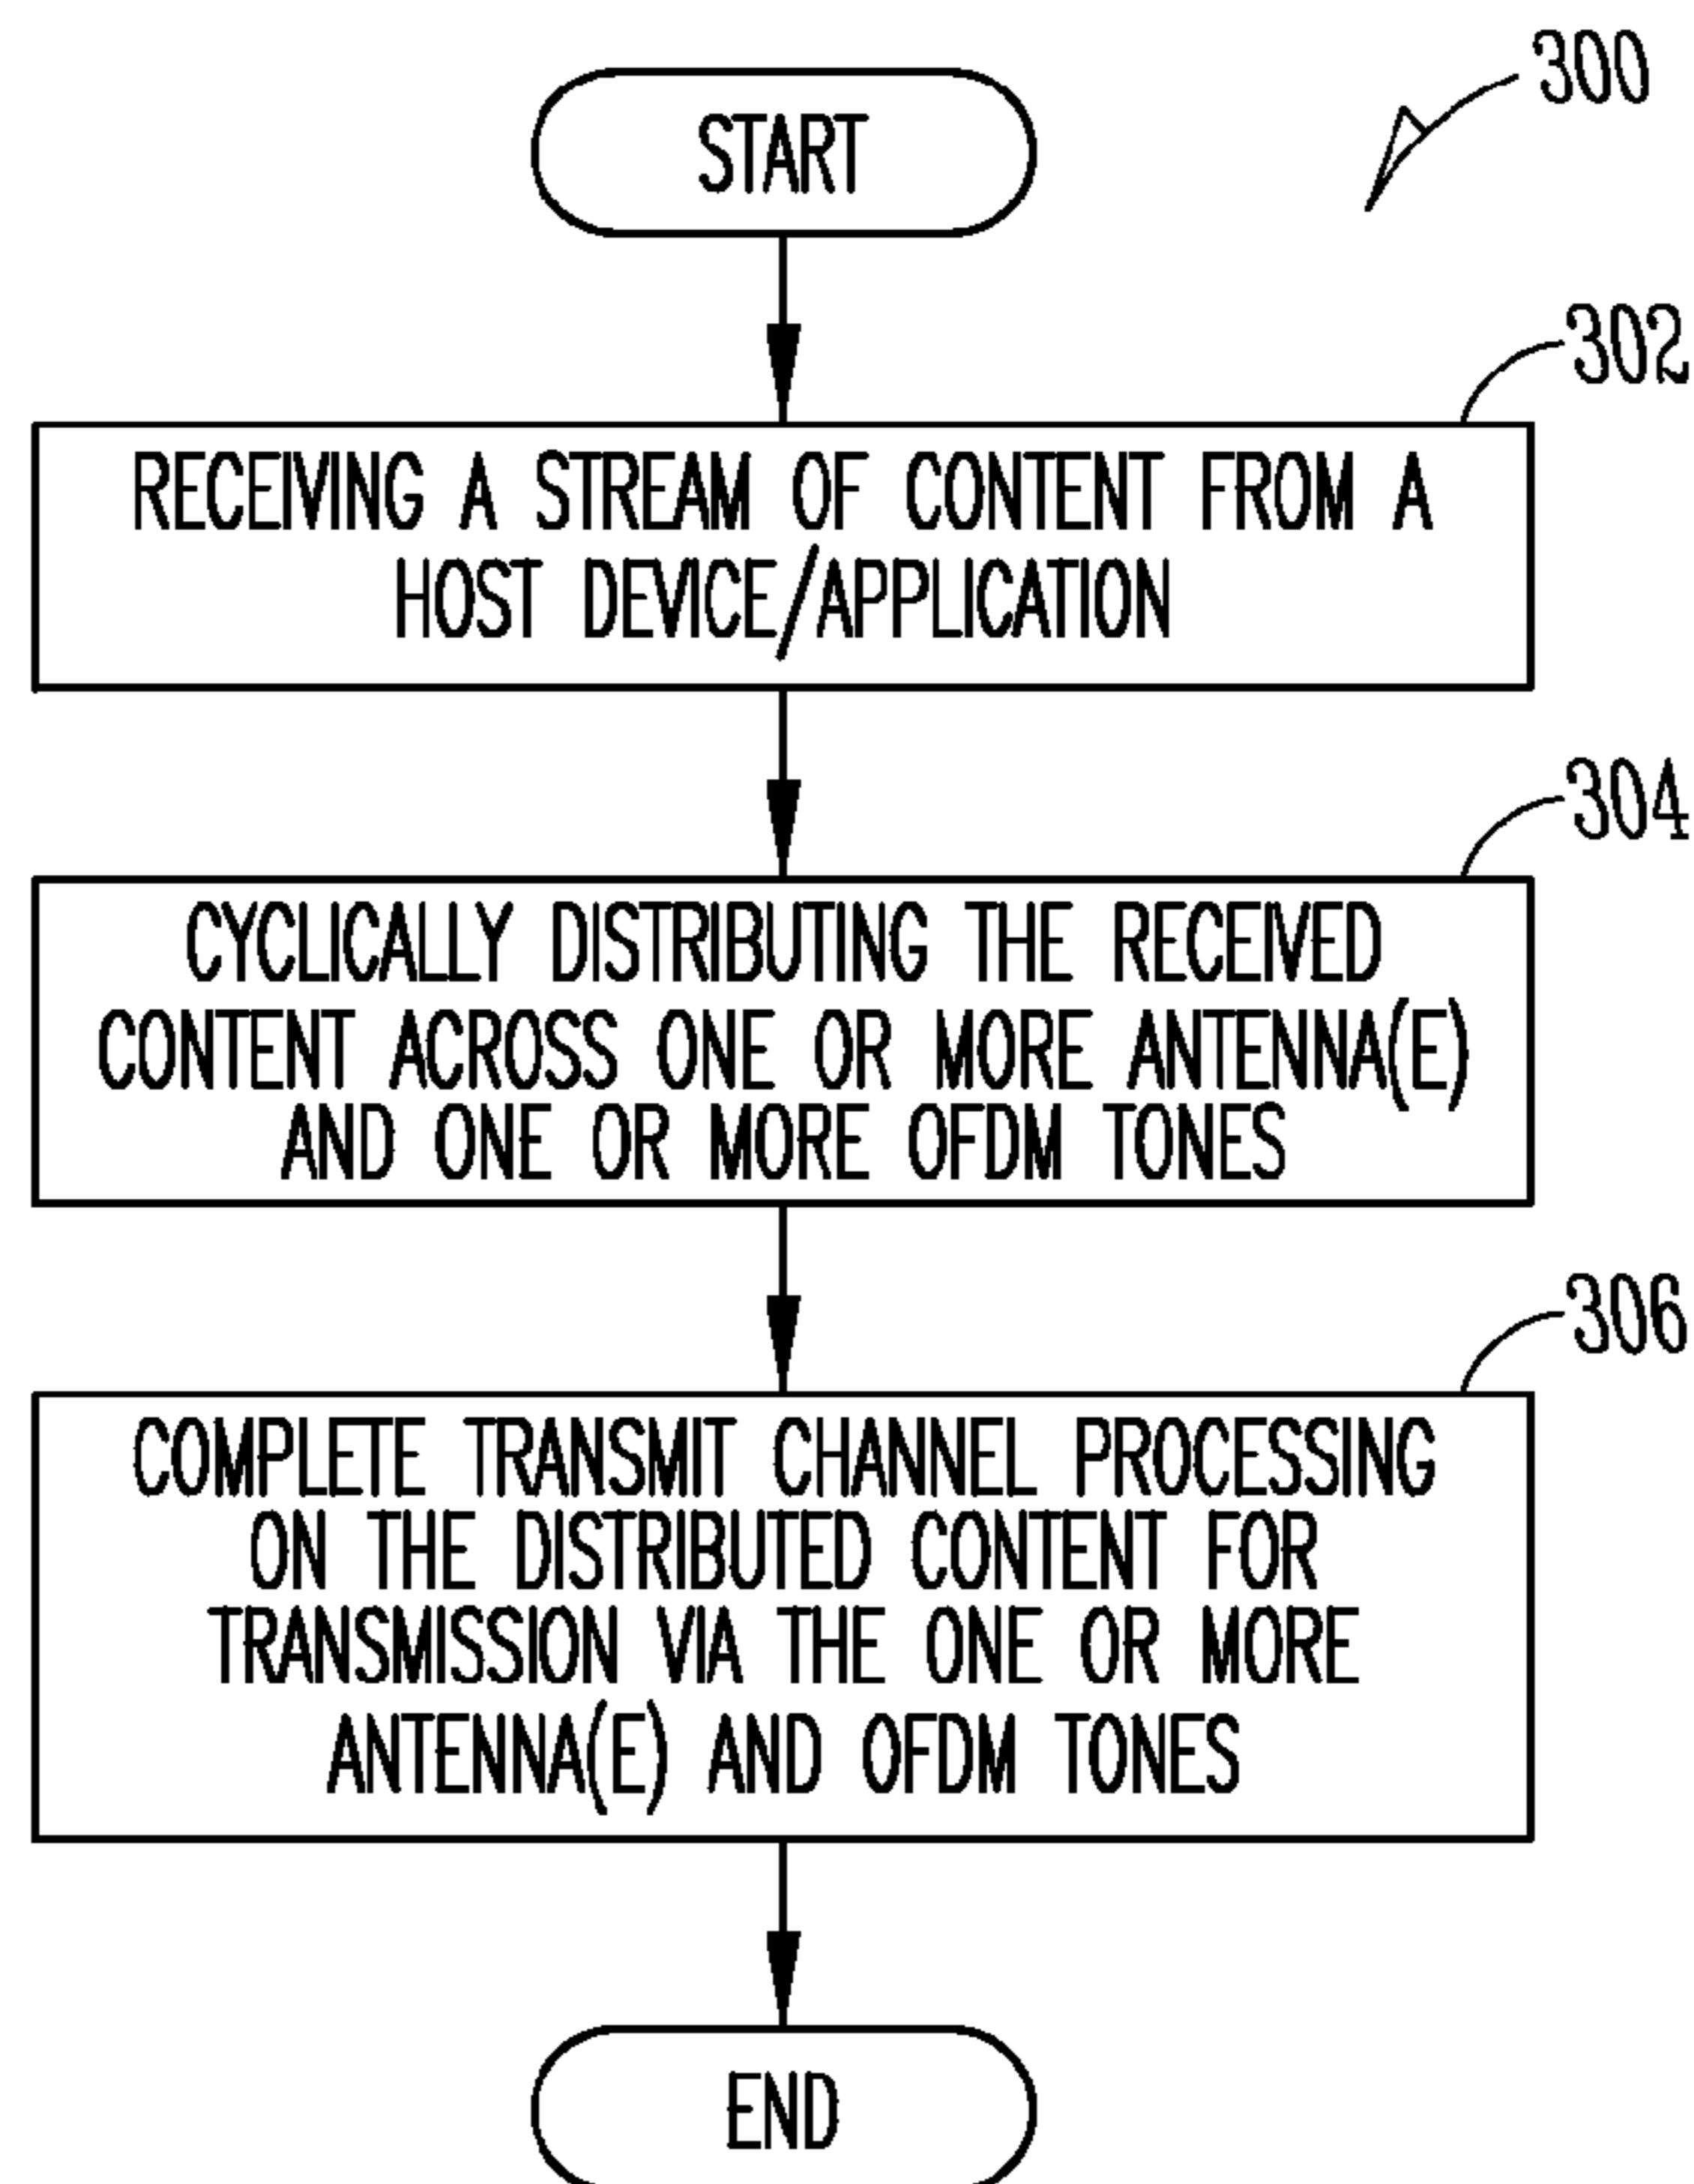 START
300
302
RECEIVING A STREAM OF CONTENT FROM A
HOST DEVICE/APPLICATION
304
CYCLICALLY DISTRIBUTING THE RECEIVED
CONTENT ACROSS ONE OR MORE ANTENNA(E)
AND ONE OR MORE OFDM TONES
306
COMPLETE TRANSMIT CHANNEL PROCESSING
ON THE DISTRIBUTED CONTENT FOR
TRANSMISSION VIA THE ONE OR MORE
ANTENNA(E) AND OFDM TONES
END